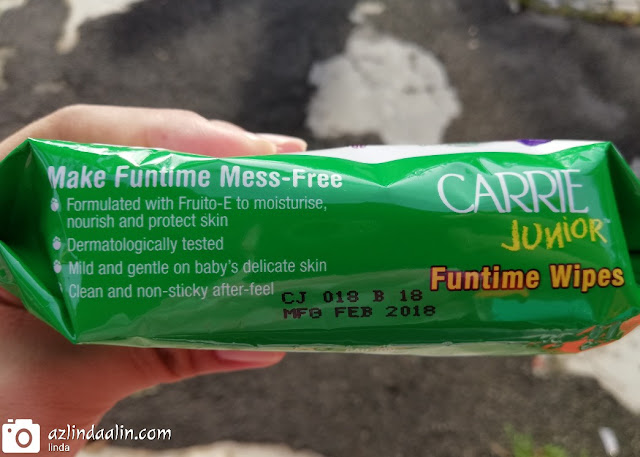 Make Funtime Mess-Free
Formulated with Fruito-E to moisturise,
nourish and protect skin
Dermatologically tested
Mild and gentle on baby's delicate skin
Clean and non-sticky after-feel
CARRIE
JUNIOR
Funtime Wipes
CJ 018 B 18
MFG FEB 2018
azlindaalin.com
linda